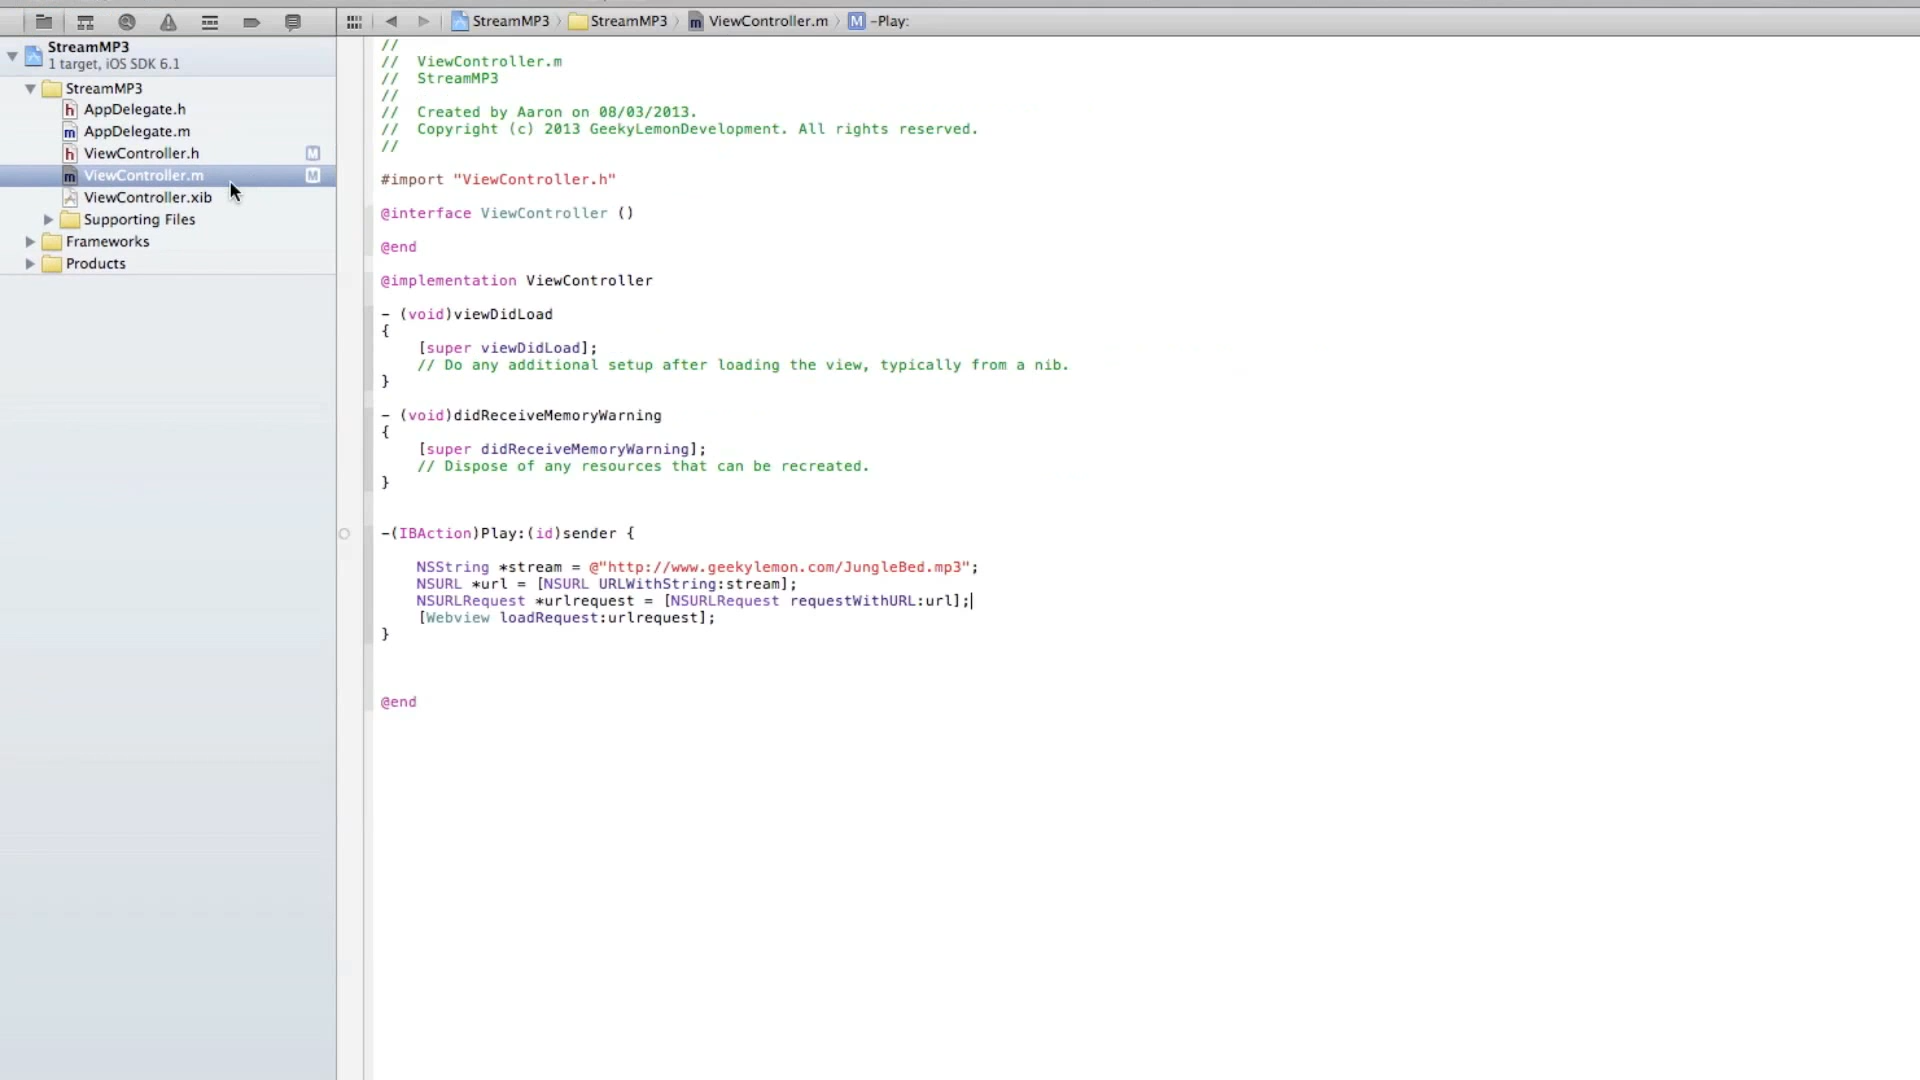 StreamMP3 StreamMP3 ViewController.m M -Play:
StreamMP3
1 target, iOS SDK 6.1
StreamMP3
h AppDelegate.h
m AppDelegate.m
h ViewController.h M
m ViewController.m M
ViewController.xib
Supporting Files
Frameworks
Products
//
//  ViewController.m
//  StreamMP3
//
//  Created by Aaron on 08/03/2013.
//  Copyright (c) 2013 GeekyLemonDevelopment. All rights reserved.
//
#import "ViewController.h"
@interface ViewController ()
@end
@implementation ViewController
- (void)viewDidLoad
{
    [super viewDidLoad];
    // Do any additional setup after loading the view, typically from a nib.
}
- (void)didReceiveMemoryWarning
{
    [super didReceiveMemoryWarning];
    // Dispose of any resources that can be recreated.
}
-(IBAction)Play:(id)sender {
    NSString *stream = @"http://www.geekylemon.com/JungleBed.mp3";
    NSURL *url = [NSURL URLWithString:stream];
    NSURLRequest *urlrequest = [NSURLRequest requestWithURL:url];
    [Webview loadRequest:urlrequest];
}
@end